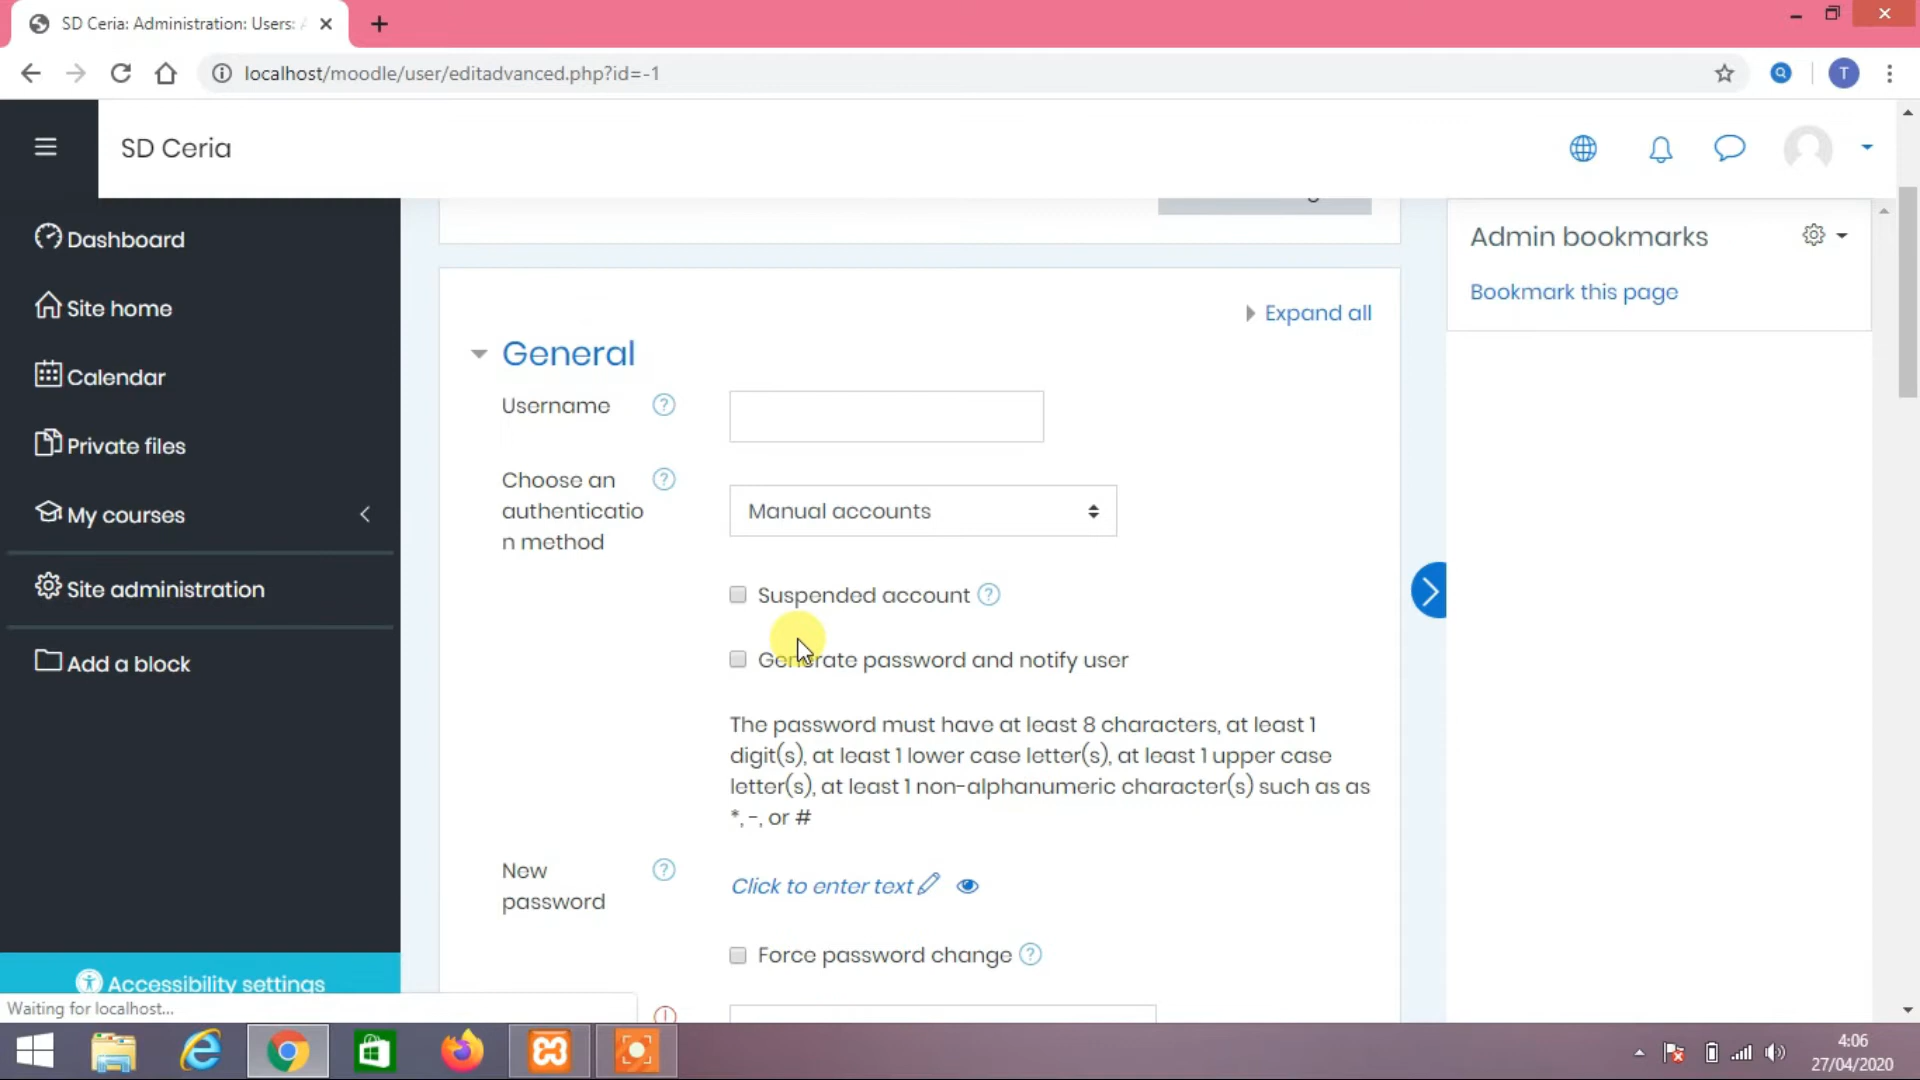 SD Ceria: Administration: Users:
localhost/moodle/user/editadvanced.php?id=-1
T
SD Ceria
Dashboard
Site home
Calendar
Private files
My courses
Site administration
Add a block
Accessibility settings
Waiting for localhost...
Expand all
General
Username
Choose an
authenticatio
n method
Manual accounts
Suspended account
Generate password and notify user
The password must have at least 8 characters, at least 1
digit(s), at least 1 lower case letter(s), at least 1 upper case
letter(s), at least 1 non-alphanumeric character(s) such as as
*, -, or #
New
password
Click to enter text
Force password change
Admin bookmarks
Bookmark this page
4:06
27/04/2020